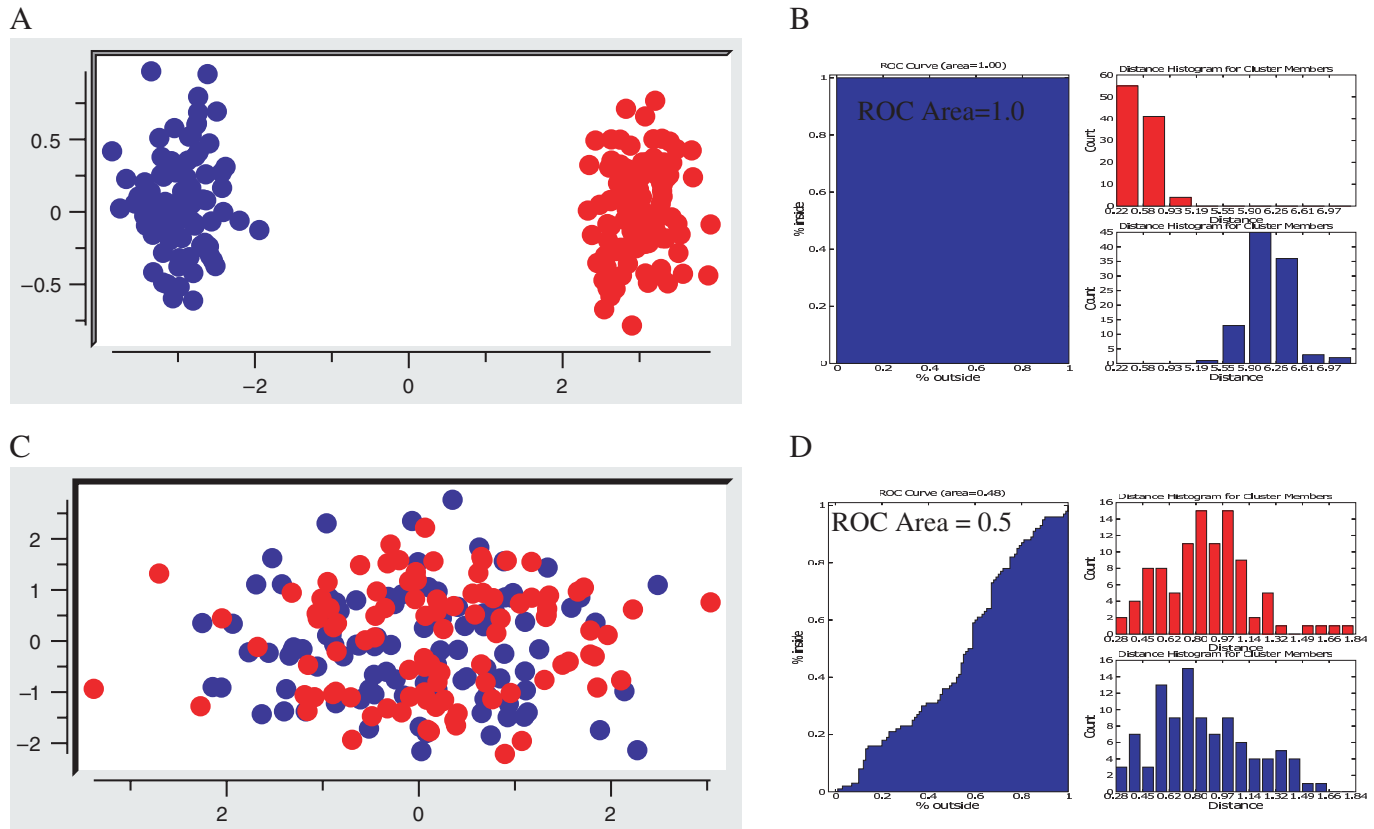 A
0.5
0
−0.5
−2
0
2
B
ROC Curve (area=1.00)
ROC Area=1.0
% inside
1
0.8
0.6
0.4
0.2
0
0 0.2 0.4 0.6 0.8 1
% outside
Distance Histogram for Cluster Members
Count
60
50
40
30
20
10
0
0.22 0.58 0.93 5.19 5.55 5.90 6.25 6.61 6.97
Distance
Distance Histogram for Cluster Members
Count
45
40
35
30
25
20
15
10
5
0
0.22 0.58 0.93 5.19 5.55 5.90 6.25 6.61 6.97
Distance
C
2
1
0
−1
−2
2
0
2
D
ROC Curve (area=0.48)
ROC Area = 0.5
% inside
1
0.8
0.6
0.4
0.2
0
0 0.2 0.4 0.6 0.8 1
% outside
Distance Histogram for Cluster Members
Count
16
14
12
10
8
6
4
2
0
0.28 0.45 0.62 0.80 0.97 1.14 1.32 1.49 1.66 1.84
Distance
Distance Histogram for Cluster Members
Count
16
14
12
10
8
6
4
2
0
0.28 0.45 0.62 0.80 0.97 1.14 1.32 1.49 1.66 1.84
Distance